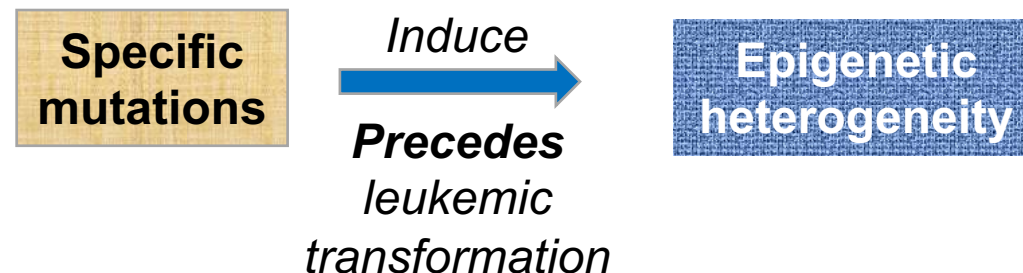 Specific
mutations
Induce
Precedes
leukemic
transformation
Epigenetic
heterogeneity